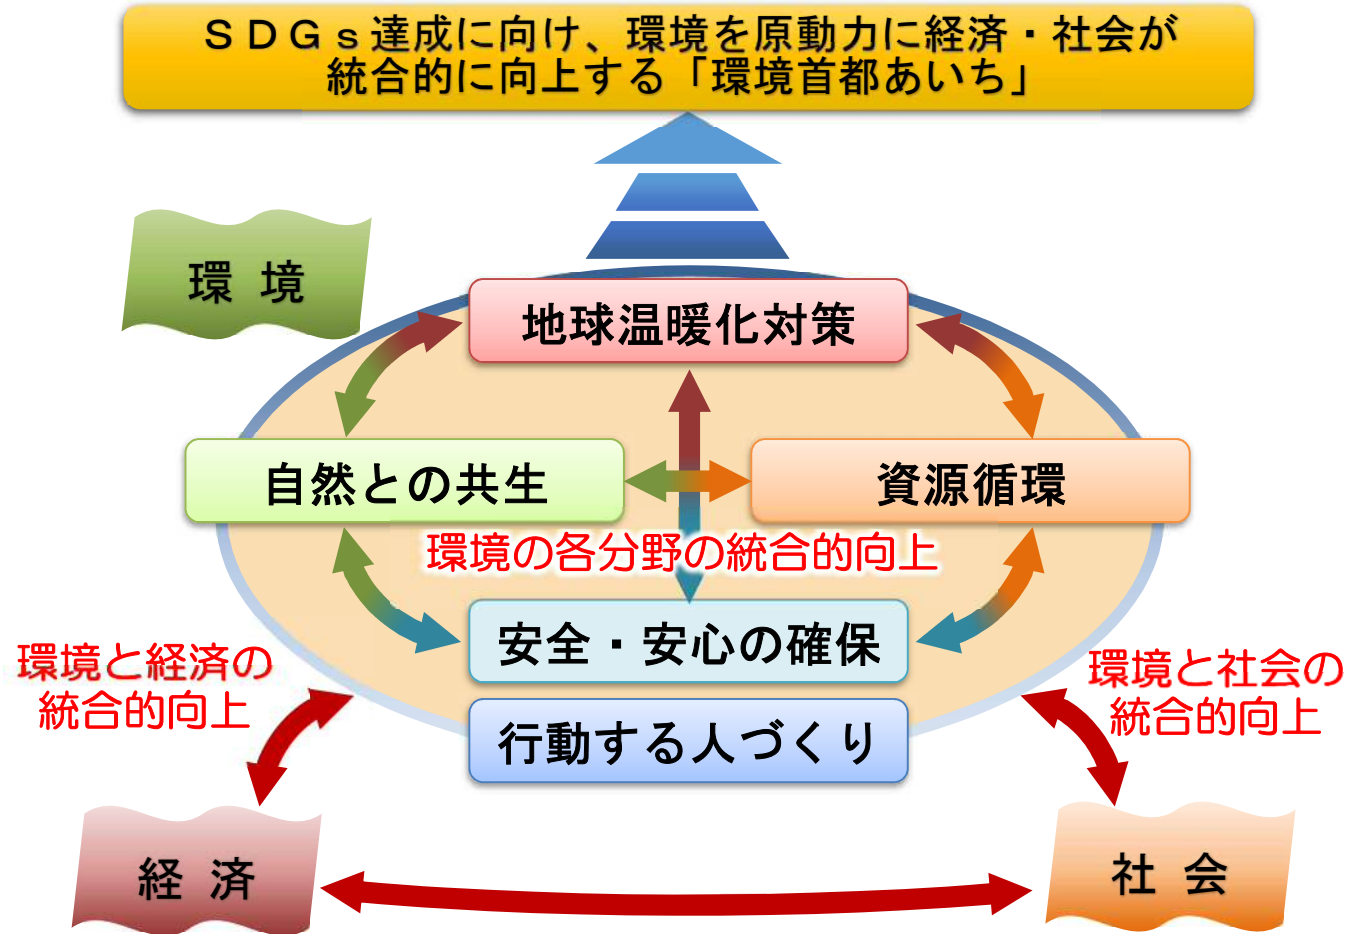 ＳＤＧｓ達成に向け、環境を原動力に経済・社会が
統合的に向上する「環境首都あいち」
環 境
地球温暖化対策
自然との共生
資源循環
環境の各分野の統合的向上
安全・安心の確保
行動する人づくり
環境と経済の
統合的向上
環境と社会の
統合的向上
経 済
社 会